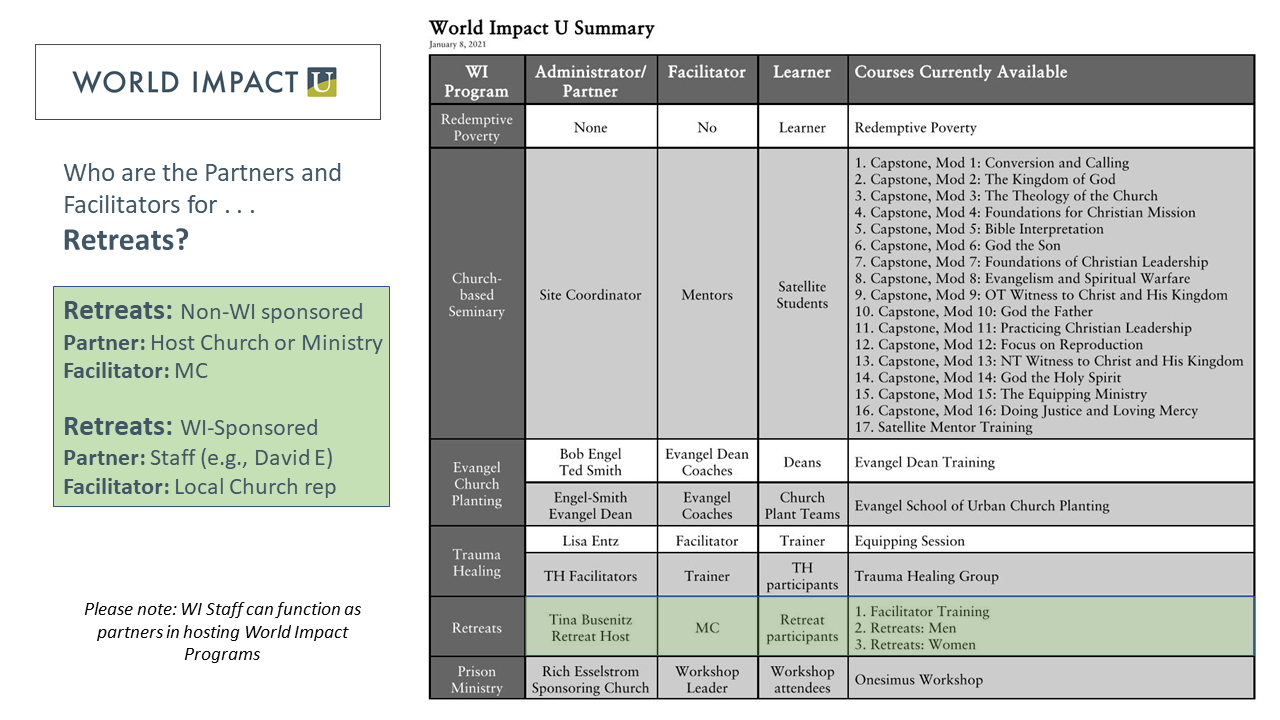 WORLD IMPACT U
Who are the Partners and
Facilitators for . . .
Retreats?
Retreats: Non-WI sponsored
Partner: Host Church or Ministry
Facilitator: MC
Retreats: WI-Sponsored
Partner: Staff (e.g., David E)
Facilitator: Local Church rep
Please note: WI Staff can function as
partners in hosting World Impact
Programs
World Impact U Summary
January 8, 2021
WI Program | Administrator/ Partner | Facilitator | Learner | Courses Currently Available
Redemptive Poverty | None | No | Learner | Redemptive Poverty
Church-based Seminary | Site Coordinator | Mentors | Satellite Students
1. Capstone, Mod 1: Conversion and Calling
2. Capstone, Mod 2: The Kingdom of God
3. Capstone, Mod 3: The Theology of the Church
4. Capstone, Mod 4: Foundations for Christian Mission
5. Capstone, Mod 5: Bible Interpretation
6. Capstone, Mod 6: God the Son
7. Capstone, Mod 7: Foundations of Christian Leadership
8. Capstone, Mod 8: Evangelism and Spiritual Warfare
9. Capstone, Mod 9: OT Witness to Christ and His Kingdom
10. Capstone, Mod 10: God the Father
11. Capstone, Mod 11: Practicing Christian Leadership
12. Capstone, Mod 12: Focus on Reproduction
13. Capstone, Mod 13: NT Witness to Christ and His Kingdom
14. Capstone, Mod 14: God the Holy Spirit
15. Capstone, Mod 15: The Equipping Ministry
16. Capstone, Mod 16: Doing Justice and Loving Mercy
17. Satellite Mentor Training
Evangel Church Planting | Bob Engel Ted Smith | Evangel Dean Coaches | Deans | Evangel Dean Training
Engel-Smith Evangel Dean | Evangel Coaches | Church Plant Teams | Evangel School of Urban Church Planting
Trauma Healing | Lisa Entz | Facilitator | Trainer | Equipping Session
TH Facilitators | Trainer | TH participants | Trauma Healing Group
Retreats | Tina Busenitz Retreat Host | MC | Retreat participants
1. Facilitator Training
2. Retreats: Men
3. Retreats: Women
Prison Ministry | Rich Esselstrom Sponsoring Church | Workshop Leader | Workshop attendees | Onesimus Workshop